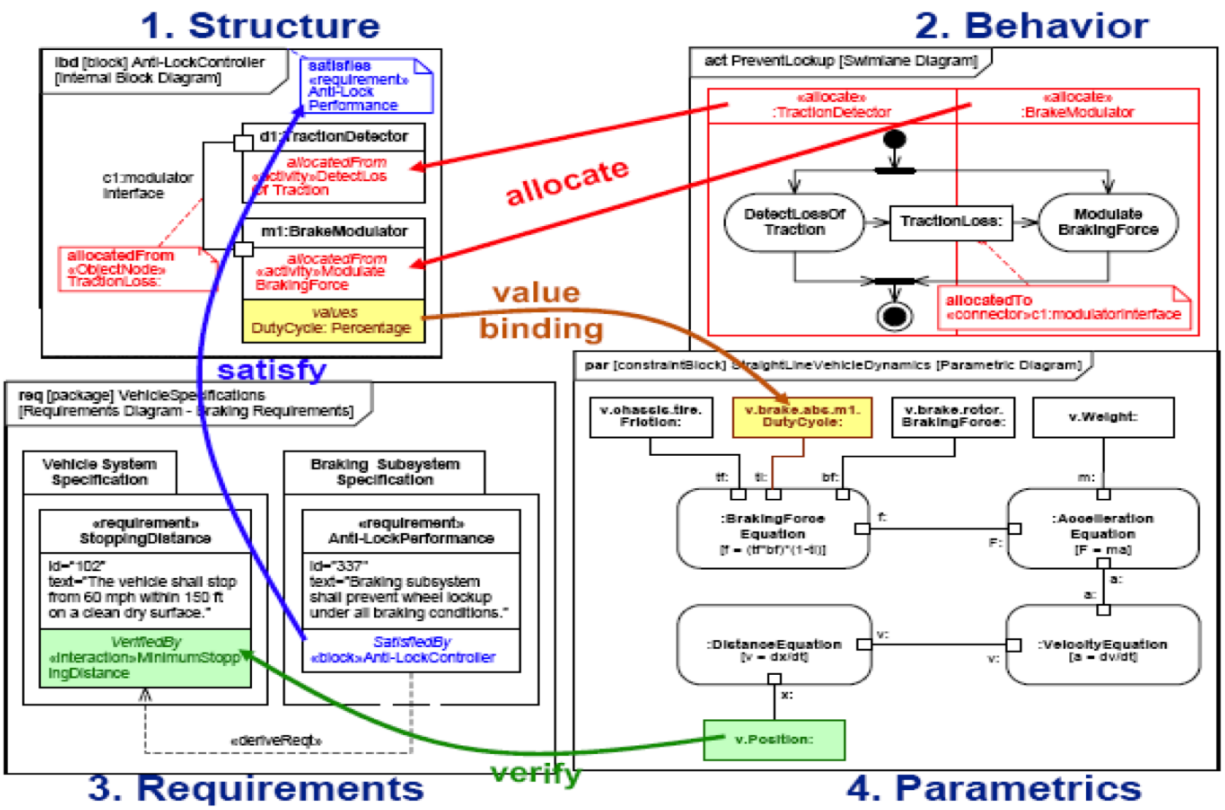 1. Structure
2. Behavior
ibd [block] Anti-LockController
[Internal Block Diagram]
satisfies
«requirement»
Anti-Lock
Performance
d1:TractionDetector
allocatedFrom
«activity»DetectLos
Of Traction
c1:modulator
Interface
m1:BrakeModulator
allocatedFrom
«activity»Modulate
BrakingForce
values
DutyCycle: Percentage
allocatedFrom
«ObjectNode»
TractionLoss:
act PreventLockup [Swimlane Diagram]
«allocate»
:TractionDetector
«allocate»
:BrakeModulator
allocate
DetectLossOf
Traction
TractionLoss:
Modulate
BrakingForce
allocatedTo
«connector»c1:modulatorInterface
value
binding
satisfy
req [package] VehicleSpecifications
[Requirements Diagram - Braking Requirements]
Vehicle System
Specification
Braking Subsystem
Specification
«requirement»
StoppingDistance
id="102"
text="The vehicle shall stop
from 60 mph within 150 ft
on a clean dry surface."
VerifiedBy
«interaction»MinimumStopp
ingDistance
«requirement»
Anti-LockPerformance
id="337"
text="Braking subsystem
shall prevent wheel lockup
under all braking conditions."
SatisfiedBy
«block»Anti-LockController
«deriveReqt»
par [constraintBlock] StraightLineVehicleDynamics [Parametric Diagram]
v.chassis.tire.
Friction:
v.brake.abs.m1.
DutyCycle:
v.brake.rotor.
BrakingForce:
v.Weight:
tf:
tl:
bf:
m:
:BrakingForce
Equation
[f = (tf*bf)*(1-tl)]
f:
F:
:Accelleration
Equation
[F = ma]
a:
a:
:DistanceEquation
[v = dx/dt]
v:
v:
:VelocityEquation
[a = dv/dt]
x:
v.Position:
verify
3. Requirements
4. Parametrics